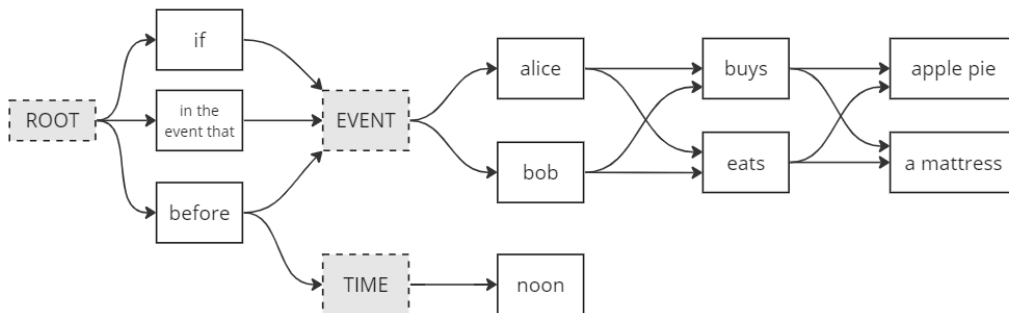 if
alice
buys
apple pie
ROOT
in the
event that
EVENT
bob
eats
a mattress
before
TIME
noon